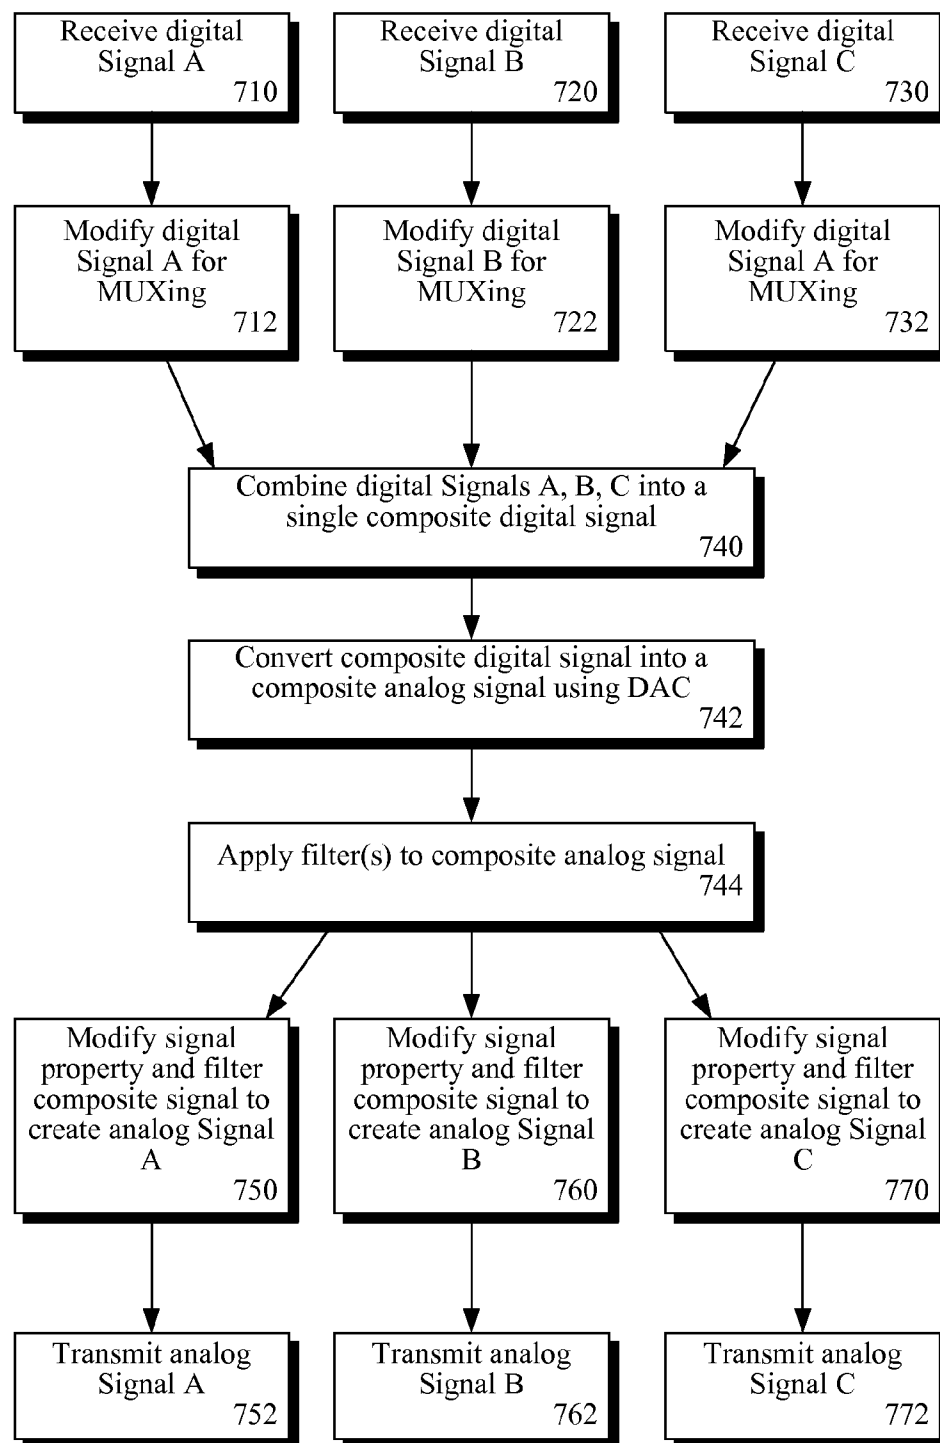 Receive digital
Signal A
710
Receive digital
Signal B
720
Receive digital
Signal C
730
Modify digital
Signal A for
MUXing
712
Modify digital
Signal B for
MUXing
722
Modify digital
Signal A for
MUXing
732
Combine digital Signals A, B, C into a
single composite digital signal
740
Convert composite digital signal into a
composite analog signal using DAC
742
Apply filter(s) to composite analog signal
744
Modify signal
property and filter
composite signal to
create analog Signal
A
750
Modify signal
property and filter
composite signal to
create analog Signal
B
760
Modify signal
property and filter
composite signal to
create analog Signal
C
770
Transmit analog
Signal A
752
Transmit analog
Signal B
762
Transmit analog
Signal C
772